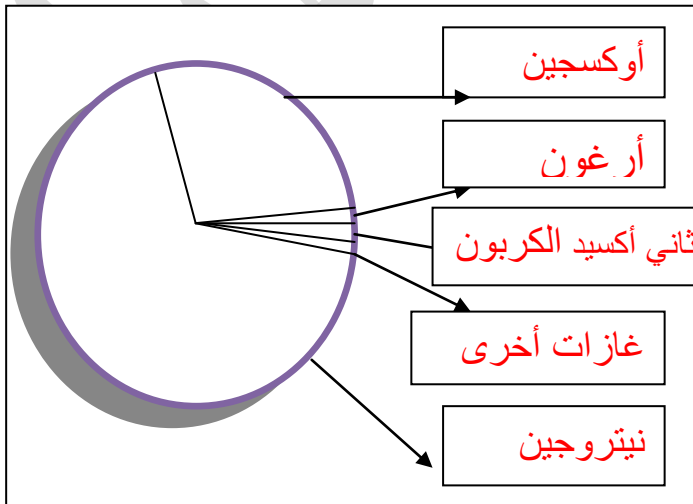 أوكسجين
أرغون
ثاني أكسيد الكربون
غازات أخرى
نيتروجين